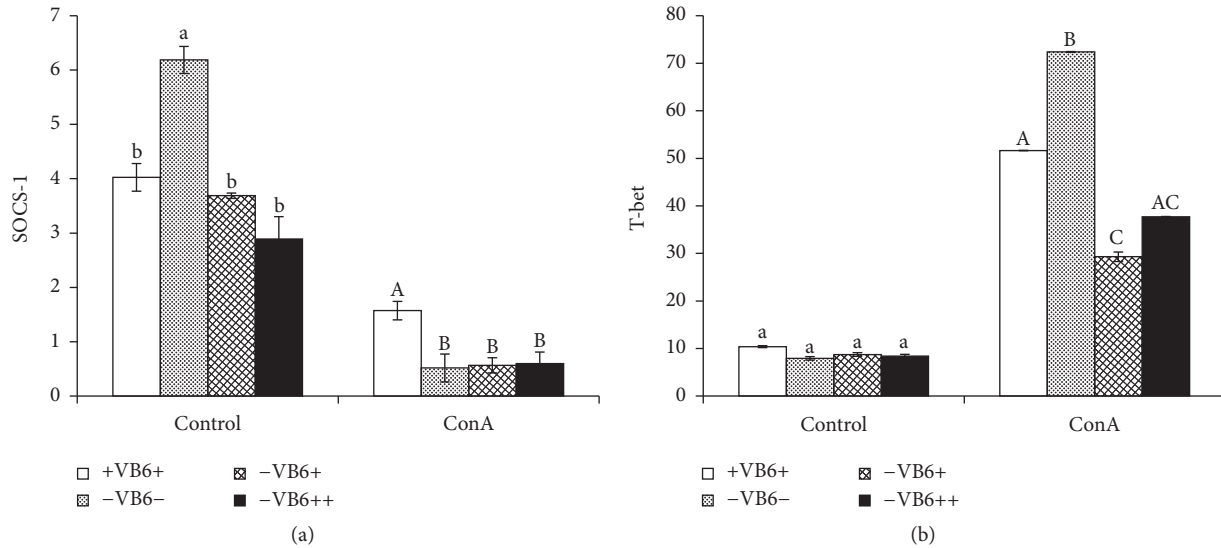 7
6
5
4
3
2
1
0
SOCS-1
b
a
b
b
A
B
B
B
Control
ConA
+VB6+
−VB6+
−VB6−
−VB6++
(a)
80
70
60
50
40
30
20
10
0
T-bet
a
a
a
a
A
B
C
AC
Control
ConA
+VB6+
−VB6+
−VB6−
−VB6++
(b)